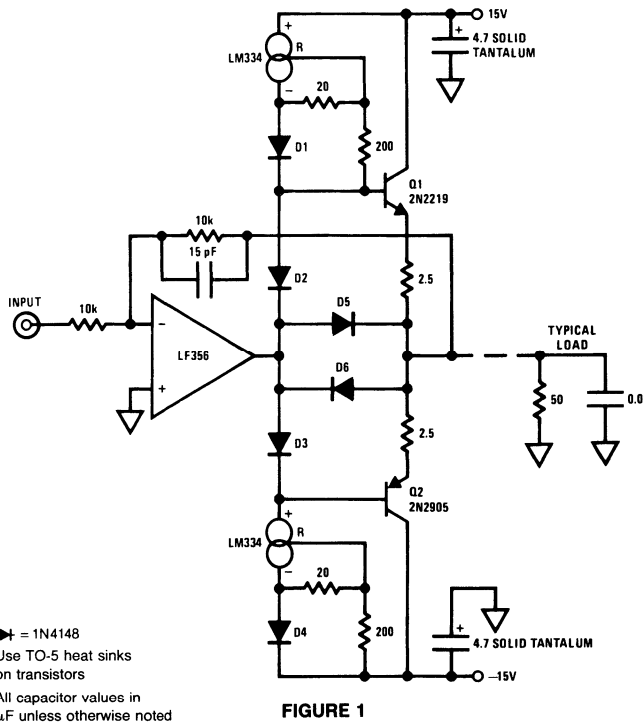 15V
+
4.7 SOLID
TANTALUM
+
LM334
R
−
20
D1
200
Q1
2N2219
10k
15 pF
D2
2.5
INPUT
10k
D5
−
LF356
+
TYPICAL
LOAD
D6
50
0.0
D3
2.5
Q2
2N2905
+
LM334
R
−
20
D4
200
+
4.7 SOLID TANTALUM
−15V
= 1N4148
Use TO-5 heat sinks
on transistors
All capacitor values in
µF unless otherwise noted
FIGURE 1